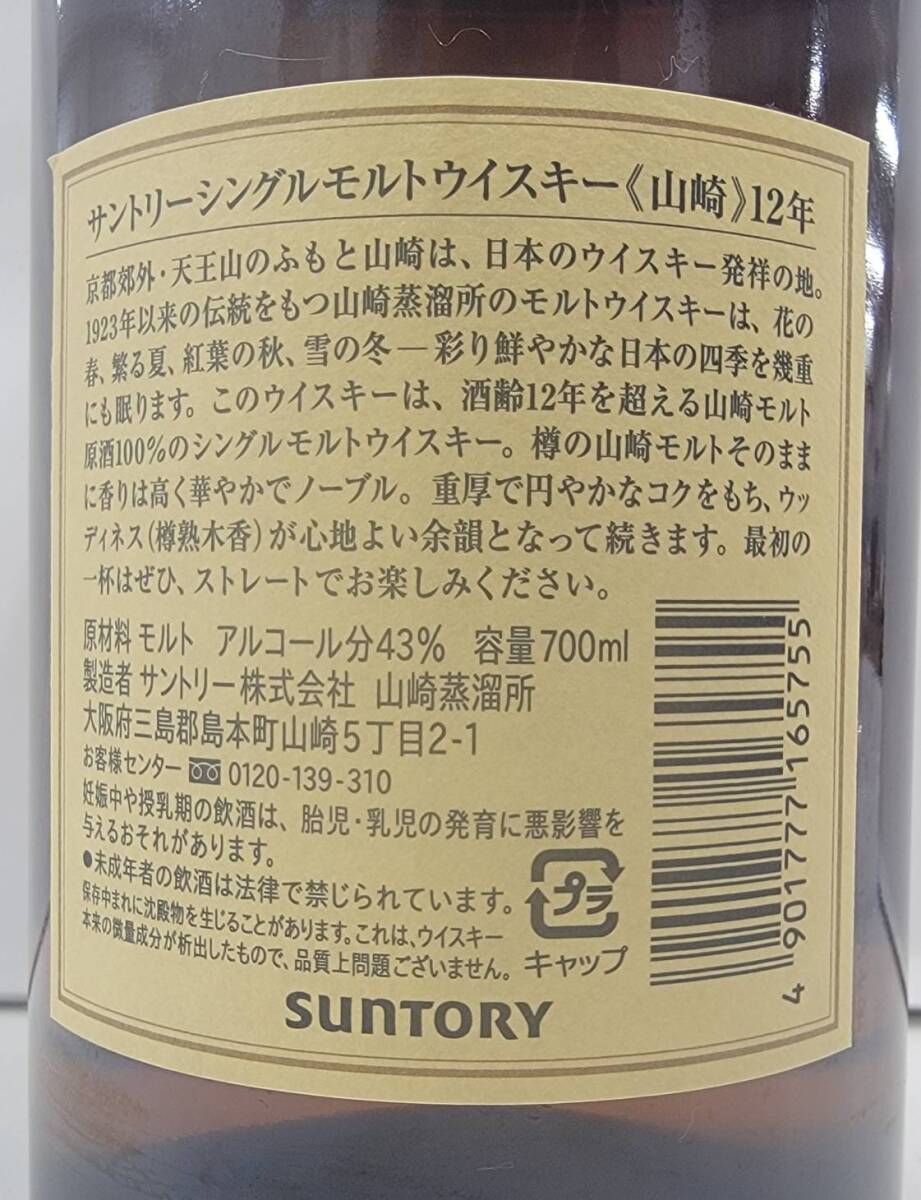 サントリーシングルモルトウイスキー《山崎》12年
京都郊外・天王山のふもと山崎は、日本のウイスキー発祥の地。
1923年以来の伝統をもつ山崎蒸溜所のモルトウイスキーは、花の
春、繁る夏、紅葉の秋、雪の冬―彩り鮮やかな日本の四季を幾重
にも眠ります。このウイスキーは、酒齢12年を超える山崎モルト
原酒100%のシングルモルトウイスキー。樽の山崎モルトそのまま
に香りは高く華やかでノーブル。重厚で円やかなコクをもち、ウッ
ディネス(樽熟木香)が心地よい余韻となって続きます。最初の
一杯はぜひ、ストレートでお楽しみください。
原材料 モルト アルコール分43% 容量700ml
製造者 サントリー株式会社 山崎蒸溜所
大阪府三島郡島本町山崎5丁目2-1
お客様センター 0120-139-310
妊娠中や授乳期の飲酒は、胎児・乳児の発育に悪影響を
与えるおそれがあります。
●未成年者の飲酒は法律で禁じられています。
保存中まれに沈殿物を生じることがあります。これは、ウイスキー
本来の微量成分が析出したもので、品質上問題ございません。
プラ
キャップ
4 901777 165755
SUNTORY